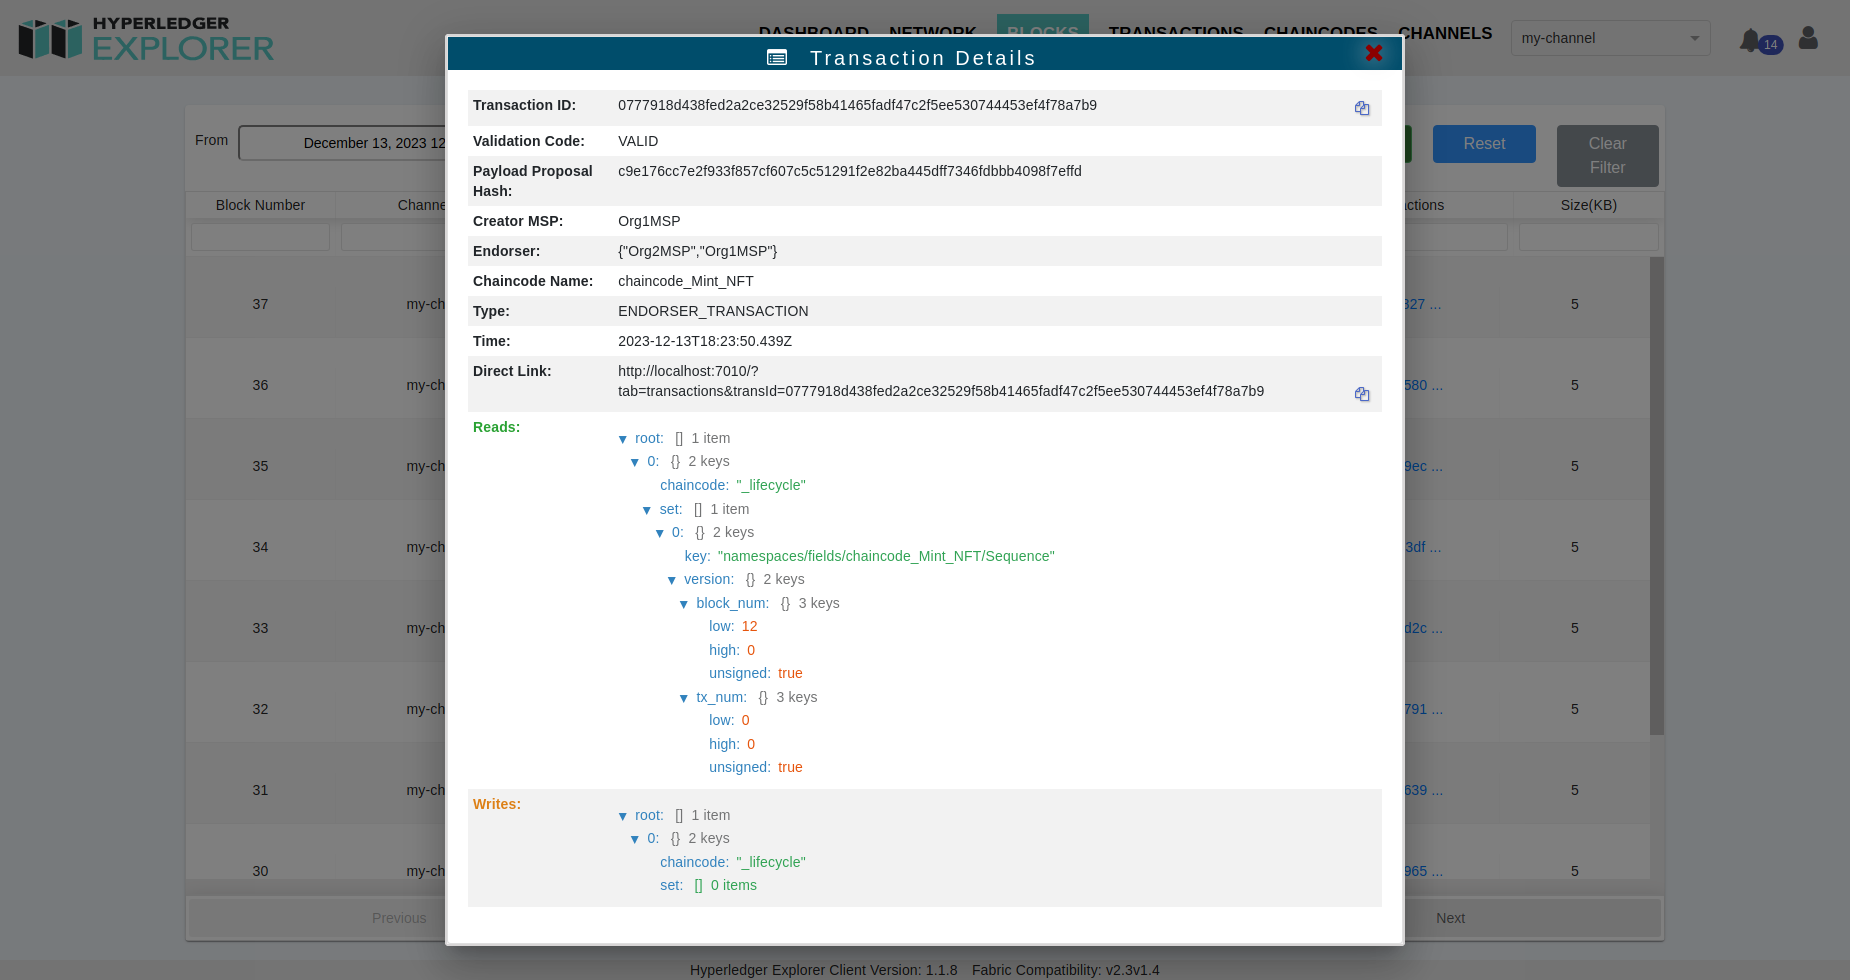 HYPERLEDGER
EXPLORER
DASHBOARD NETWORK BLOCKS TRANSACTIONS CHAINCODES CHANNELS
my-channel
14
Transaction Details
From
December 13, 2023 12
Reset
Clear
Filter
Block Number
Channe
ctions
Size(KB)
Transaction ID: 0777918d438fed2a2ce32529f58b41465fadf47c2f5ee530744453ef4f78a7b9
Validation Code: VALID
Payload Proposal
Hash:
c9e176cc7e2f933f857cf607c5c51291f2e82ba445dff7346fdbbb4098f7effd
Creator MSP: Org1MSP
Endorser: {"Org2MSP","Org1MSP"}
Chaincode Name: chaincode_Mint_NFT
Type: ENDORSER_TRANSACTION
Time: 2023-12-13T18:23:50.439Z
Direct Link: http://localhost:7010/?
tab=transactions&transId=0777918d438fed2a2ce32529f58b41465fadf47c2f5ee530744453ef4f78a7b9
Reads:
▼ root: [] 1 item
▼ 0: {} 2 keys
chaincode: "_lifecycle"
▼ set: [] 1 item
▼ 0: {} 2 keys
key: "namespaces/fields/chaincode_Mint_NFT/Sequence"
▼ version: {} 2 keys
▼ block_num: {} 3 keys
low: 12
high: 0
unsigned: true
▼ tx_num: {} 3 keys
low: 0
high: 0
unsigned: true
Writes:
▼ root: [] 1 item
▼ 0: {} 2 keys
chaincode: "_lifecycle"
set: [] 0 items
37 my-ch 327 ... 5
36 my-ch 580 ... 5
35 my-ch 9ec ... 5
34 my-ch 3df ... 5
33 my-ch d2c ... 5
32 my-ch 791 ... 5
31 my-ch 639 ... 5
30 my-ch 965 ... 5
Previous
Next
Hyperledger Explorer Client Version: 1.1.8 Fabric Compatibility: v2.3v1.4